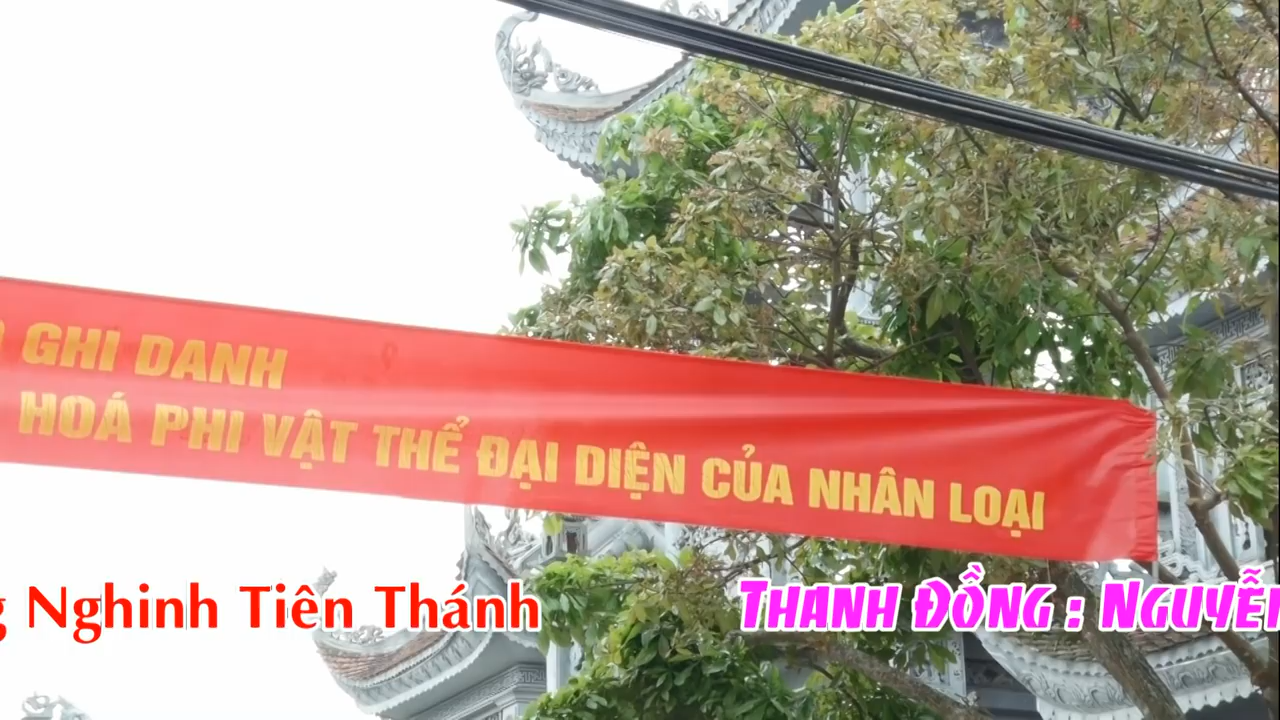 GHI DANH
HOÁ PHI VẬT THỂ ĐẠI DIỆN CỦA NHÂN LOẠI
Nghinh Tiên Thánh
THANH ĐỒNG : NGUYỄN